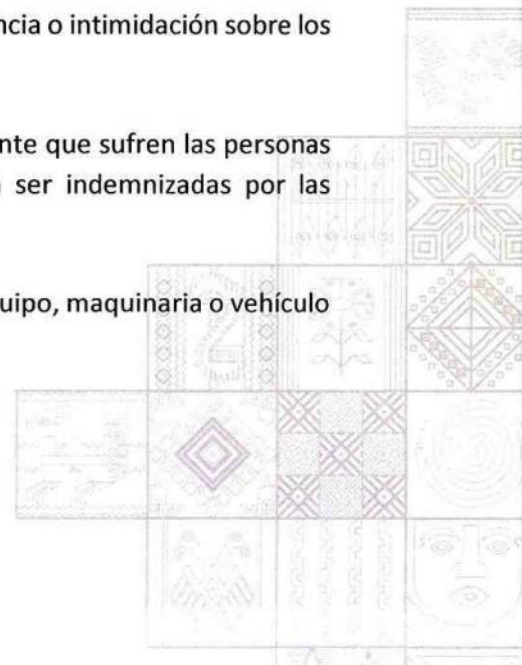 ncia o intimidación sobre los
nte que sufren las personas
ser indemnizadas por las
uipo, maquinaria o vehículo